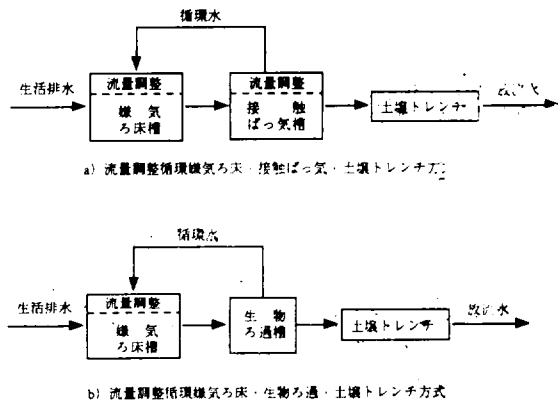 循環水
生活排水
流量調整
嫌気
ろ床槽
流量調整
接触
ばっ気槽
土壌トレンチ
放流水
a) 流量調整循環嫌気ろ床・接触ばっ気・土壌トレンチ方
循環水
生活排水
流量調整
嫌気
ろ床槽
生物
ろ過槽
土壌トレンチ
放流水
b) 流量調整循環嫌気ろ床・生物ろ過・土壌トレンチ方式